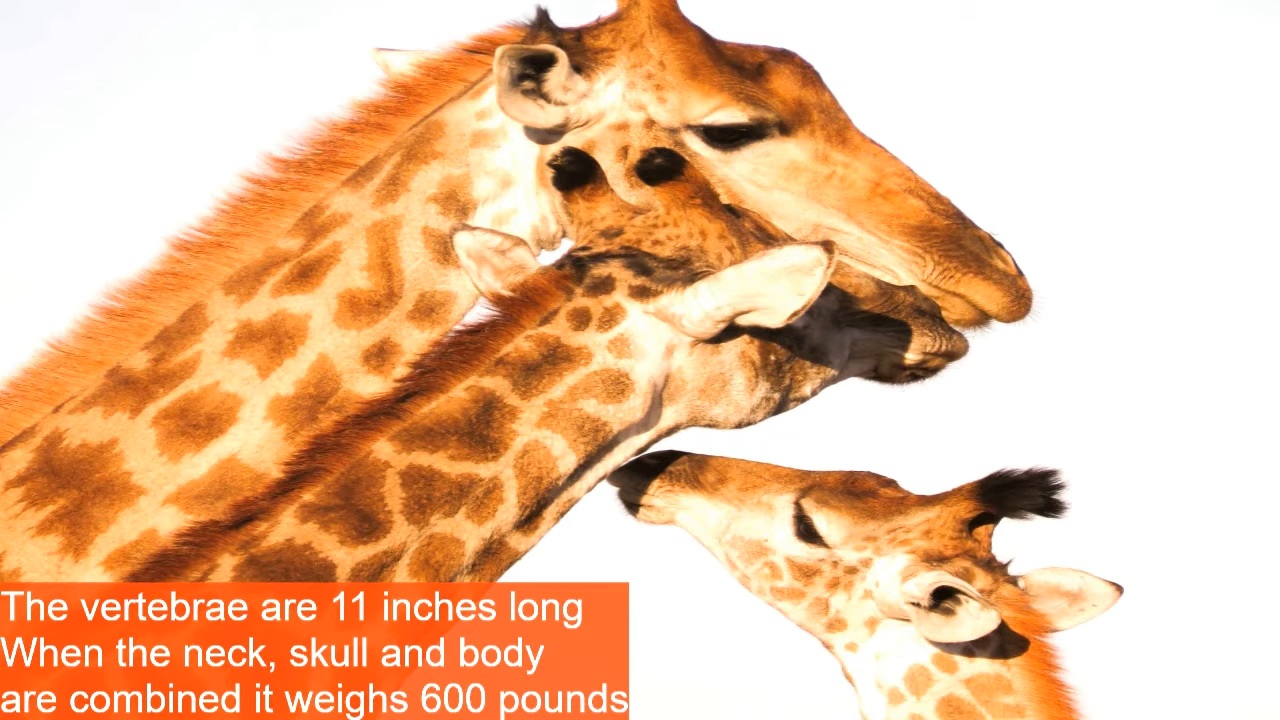 The vertebrae are 11 inches long
When the neck, skull and body
are combined it weighs 600 pounds